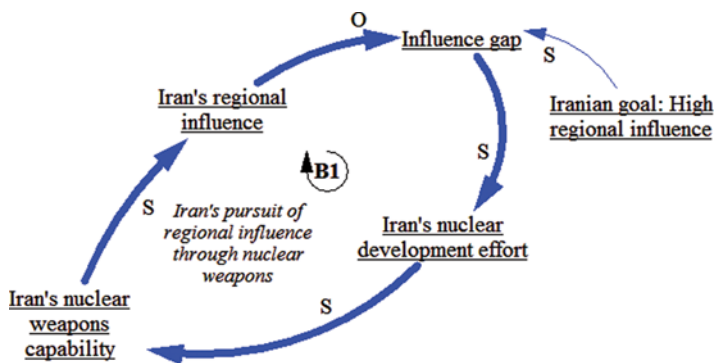 O
Influence gap
S
Iranian goal: High
regional influence
Iran's regional
influence
B1
S
S
Iran's pursuit of
regional influence
through nuclear
weapons
Iran's nuclear
development effort
S
Iran's nuclear
weapons
capability